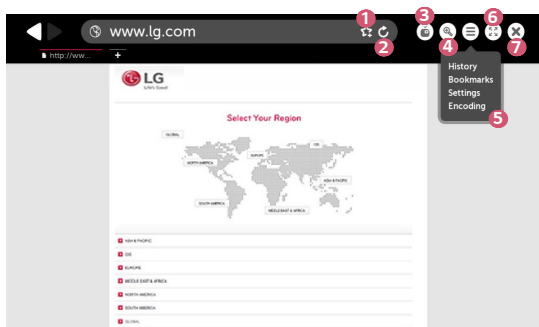 1
3
6
www.lg.com
2
4
7
http://ww...
+
History
Bookmarks
Settings
Encoding
5
LG
Life's Good
Select Your Region
GLOBAL
CIS
EUROPE
NORTH AMERICA
ASIA & PACIFIC
SOUTH AMERICA
MIDDLE EAST & AFRICA
ASIA & PACIFIC
CIS
EUROPE
MIDDLE EAST & AFRICA
NORTH AMERICA
SOUTH AMERICA
GLOBAL